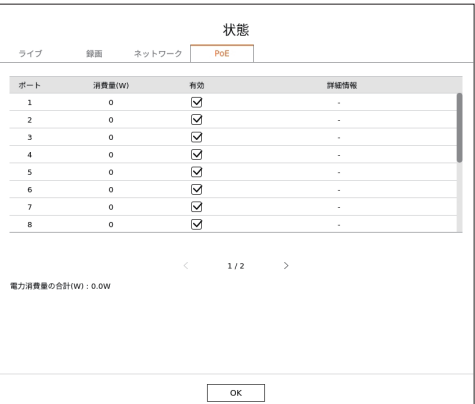 状態
ライブ 録画 ネットワーク PoE
ポート 消費量(W) 有効 詳細情報
1 0 -
2 0 -
3 0 -
4 0 -
5 0 -
6 0 -
7 0 -
8 0 -
< 1 / 2 >
電力消費量の合計(W) : 0.0W
OK